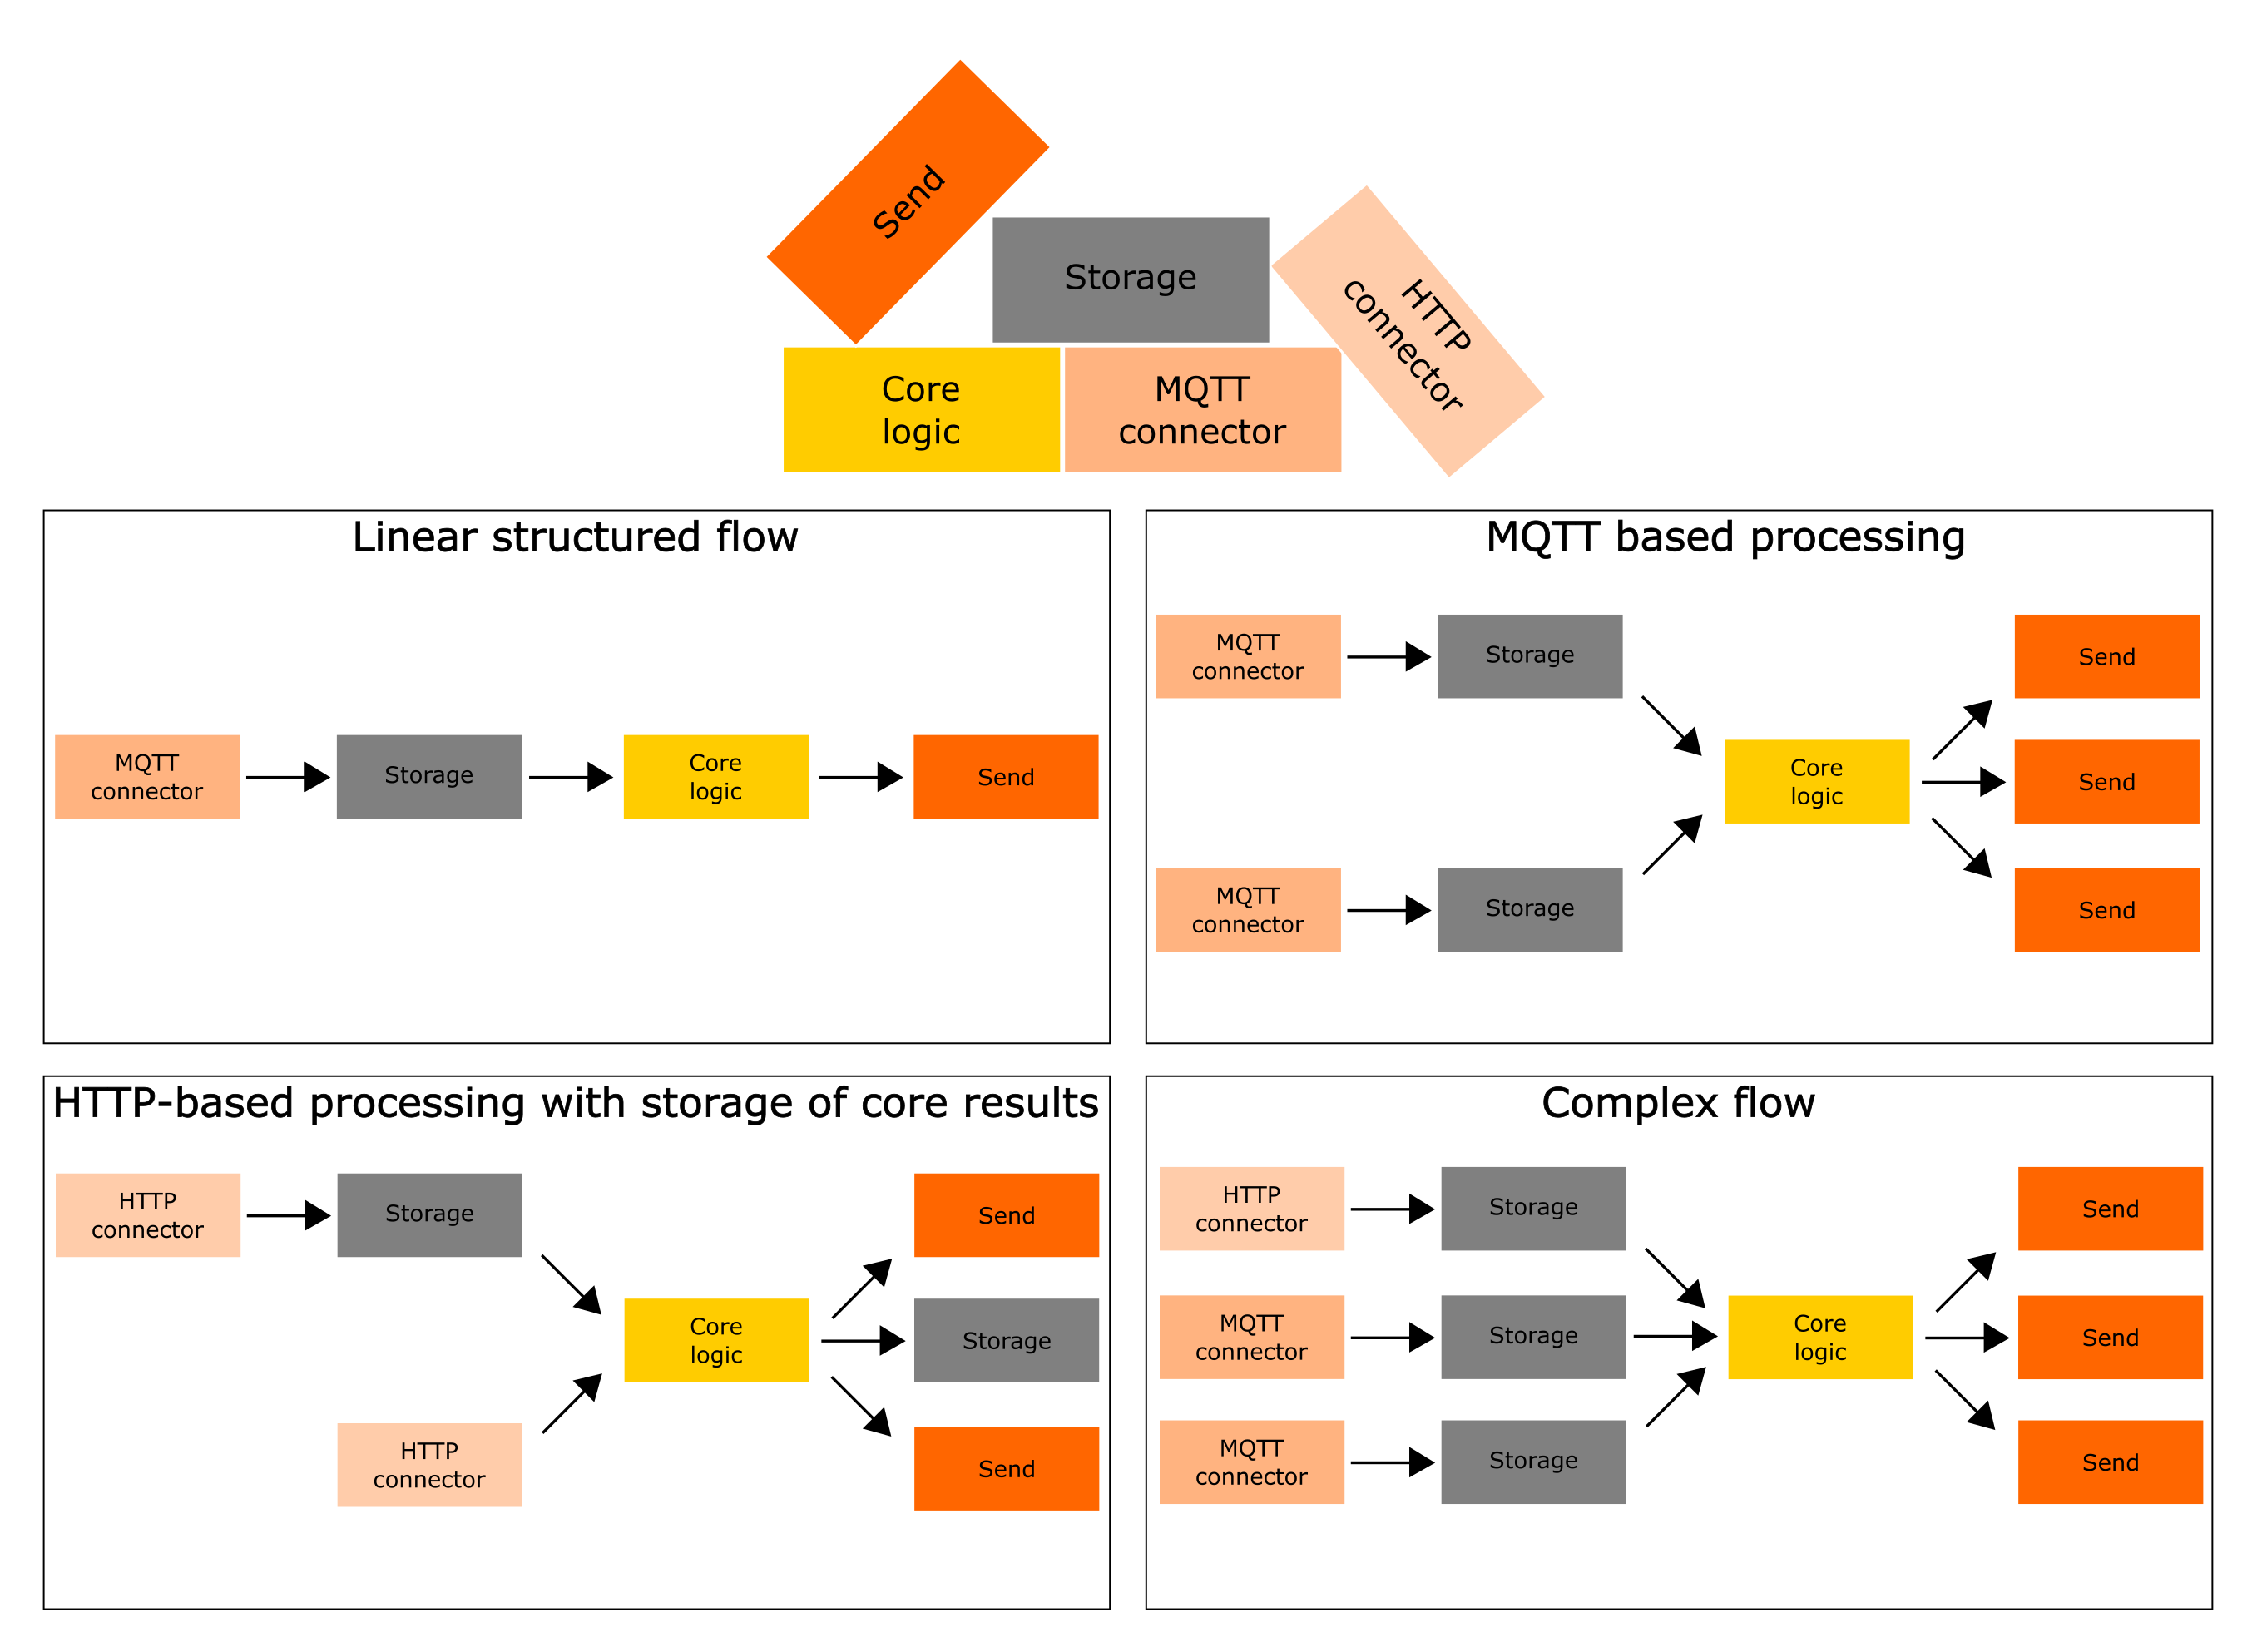 Send
Storage
HTTP
connector
Core
logic
MQTT
connector
Linear structured flow
MQTT
connector
Storage
Core
logic
Send
MQTT based processing
MQTT
connector
Storage
Send
Core
logic
Send
MQTT
connector
Storage
Send
HTTP-based processing with storage of core results
HTTP
connector
Storage
Send
Core
logic
Storage
HTTP
connector
Send
Complex flow
HTTP
connector
Storage
Send
MQTT
connector
Storage
Core
logic
Send
MQTT
connector
Storage
Send